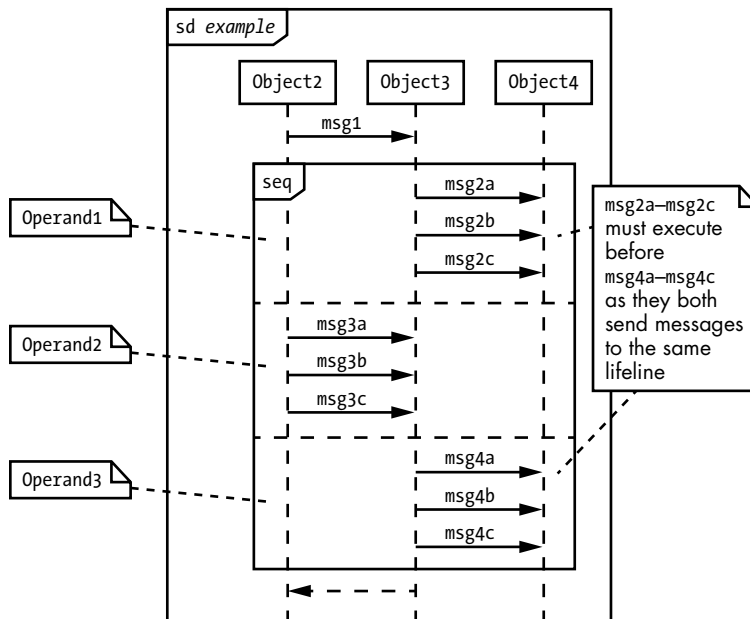 sd example
Object2 Object3 Object4
msg1
seq
msg2a
msg2b
msg2c
Operand1
msg2a–msg2c
must execute
before
msg4a–msg4c
as they both
send messages
to the same
lifeline
Operand2
msg3a
msg3b
msg3c
Operand3
msg4a
msg4b
msg4c